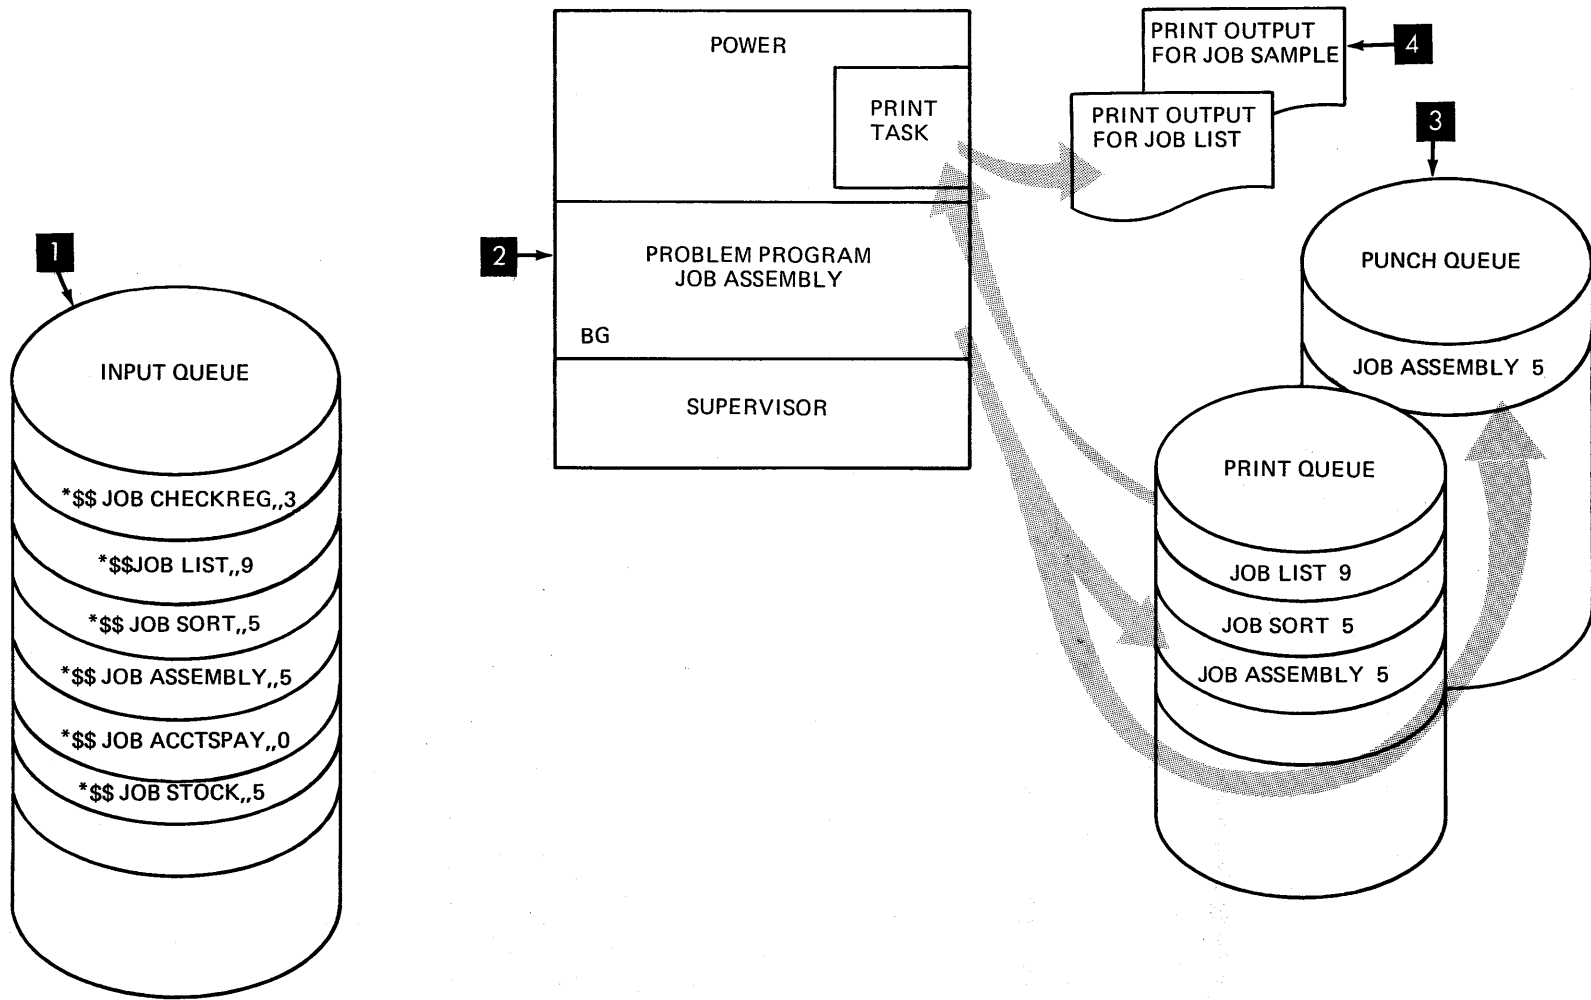 1
INPUT QUEUE
*$$ JOB CHECKREG,,3
*$$JOB LIST,,9
*$$ JOB SORT,,5
*$$ JOB ASSEMBLY,,5
*$$ JOB ACCTSPAY,,0
*$$ JOB STOCK,,5
2
POWER
PRINT
TASK
PROBLEM PROGRAM
JOB ASSEMBLY
BG
SUPERVISOR
4
PRINT OUTPUT
FOR JOB SAMPLE
PRINT OUTPUT
FOR JOB LIST
3
PUNCH QUEUE
JOB ASSEMBLY 5
PRINT QUEUE
JOB LIST 9
JOB SORT 5
JOB ASSEMBLY 5